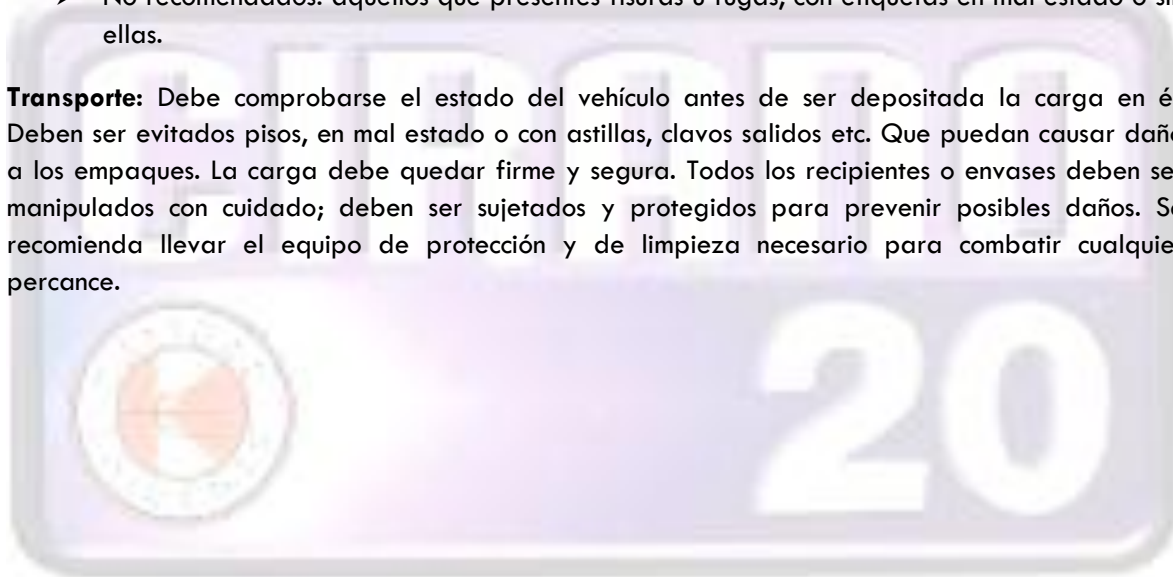 No recomendados: aquellos que presentes fisuras o fugas, con etiquetas en mal estado o si
ellas.
Transporte: Debe comprobarse el estado del vehículo antes de ser depositada la carga en é
Deben ser evitados pisos, en mal estado o con astillas, clavos salidos etc. Que puedan causar daño
a los empaques. La carga debe quedar firme y segura. Todos los recipientes o envases deben se
manipulados con cuidado; deben ser sujetados y protegidos para prevenir posibles daños. Se
recomienda llevar el equipo de protección y de limpieza necesario para combatir cualquie
percance.
20